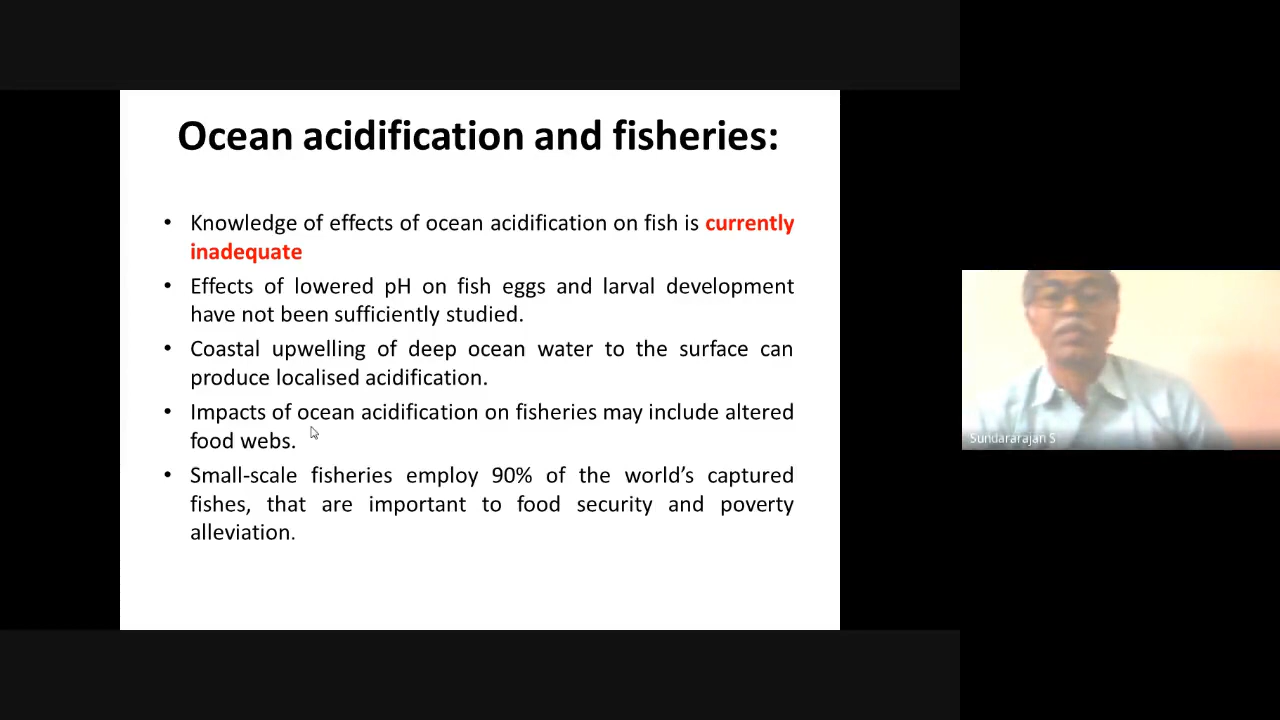 Ocean acidification and fisheries:
• Knowledge of effects of ocean acidification on fish is currently
inadequate
• Effects of lowered pH on fish eggs and larval development
have not been sufficiently studied.
• Coastal upwelling of deep ocean water to the surface can
produce localised acidification.
• Impacts of ocean acidification on fisheries may include altered
food webs.
• Small-scale fisheries employ 90% of the world's captured
fishes, that are important to food security and poverty
alleviation.
Sundararajan S